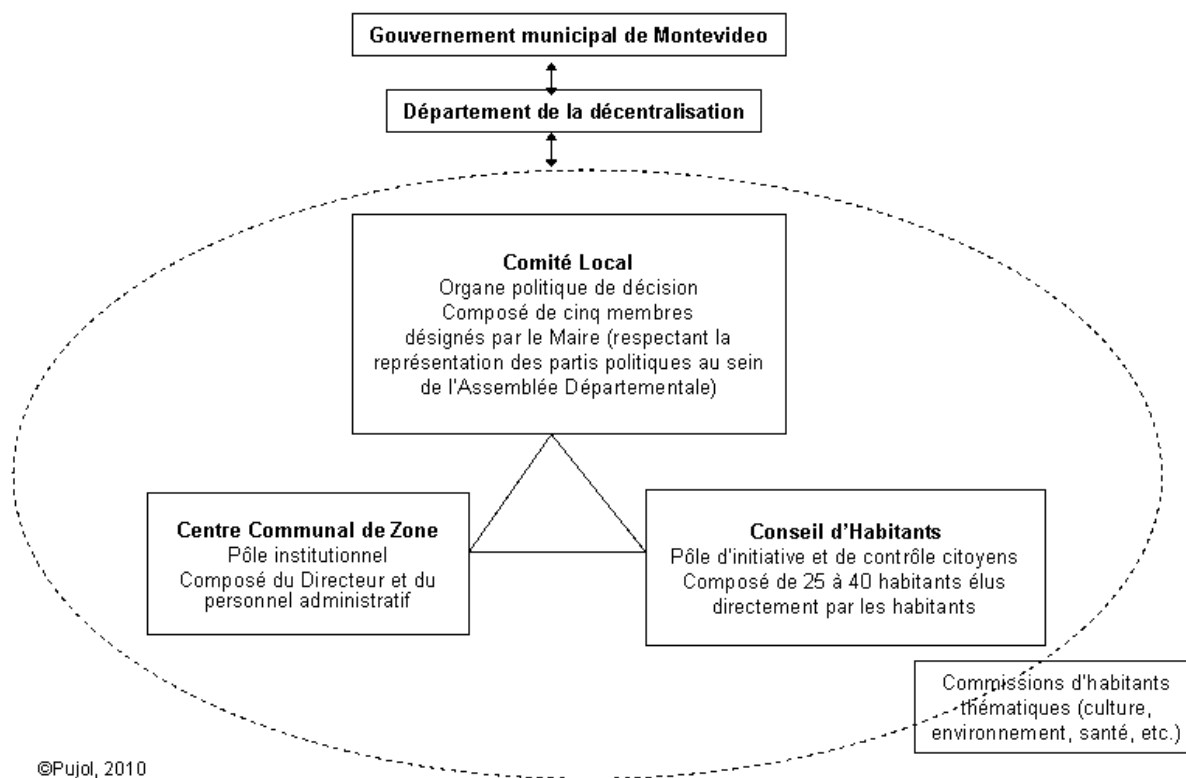 Gouvernement municipal de Montevideo
Département de la décentralisation
Comité Local
Organe politique de décision
Composé de cinq membres
désignés par le Maire (respectant la
représentation des partis politiques au sein
de l'Assemblée Départementale)
Centre Communal de Zone
Pôle institutionnel
Composé du Directeur et du
personnel administratif
Conseil d'Habitants
Pôle d'initiative et de contrôle citoyens
Composé de 25 à 40 habitants élus
directement par les habitants
Commissions d'habitants
thématiques (culture,
environnement, santé, etc.)
©Pujol, 2010